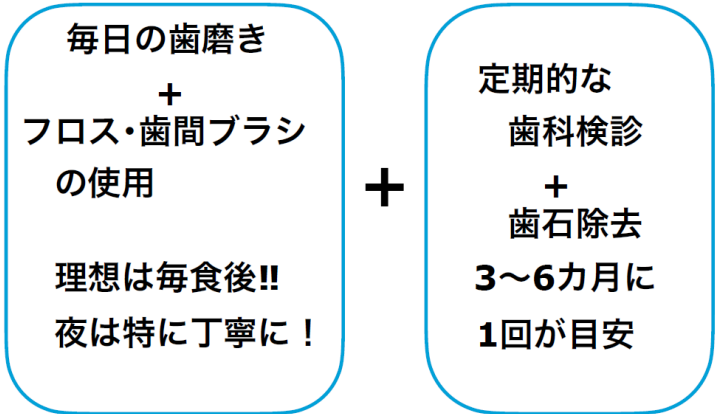 毎日の歯磨き
+
フロス・歯間ブラシ
の使用
理想は毎食後!!
夜は特に丁寧に！
+
定期的な
歯科検診
+
歯石除去
3〜6カ月に
1回が目安